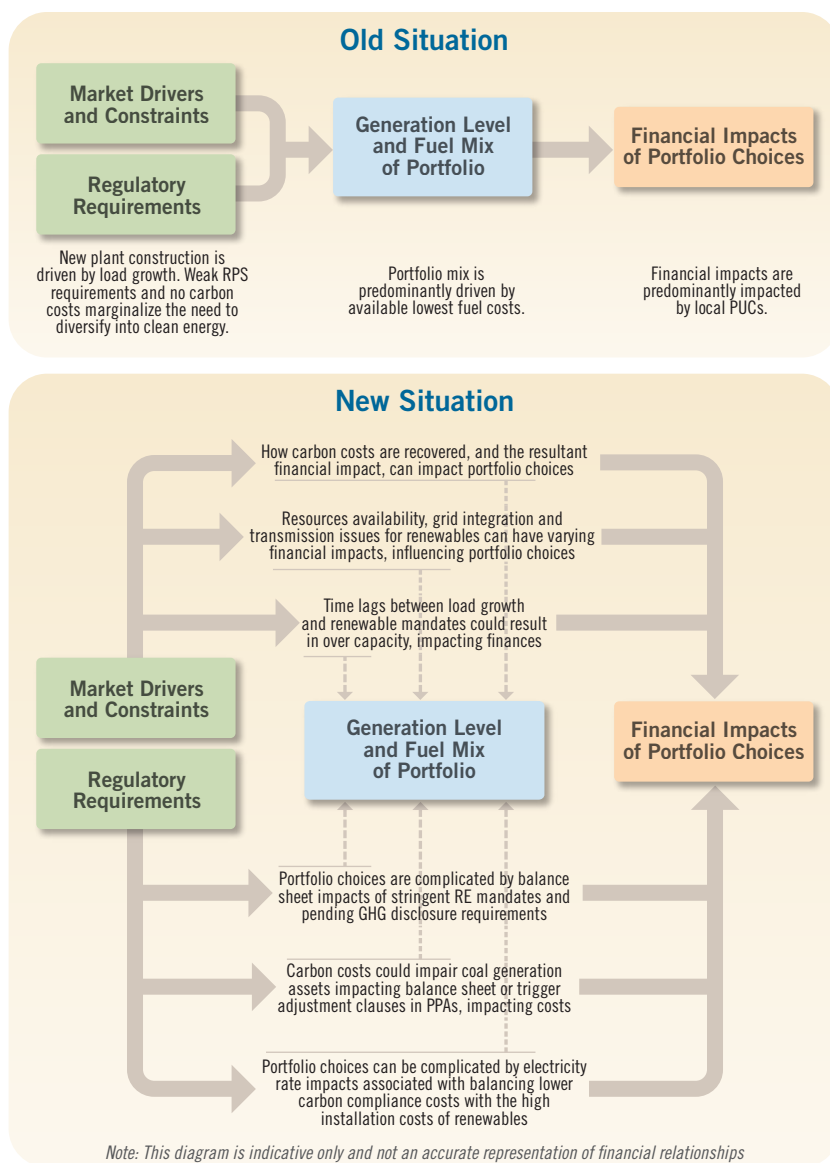 Old Situation
Market Drivers
and Constraints
Regulatory
Requirements
Generation Level
and Fuel Mix
of Portfolio
Financial Impacts
of Portfolio Choices
New plant construction is
driven by load growth. Weak RPS
requirements and no carbon
costs marginalize the need to
diversify into clean energy.
Portfolio mix is
predominantly driven by
available lowest fuel costs.
Financial impacts are
predominantly impacted
by local PUCs.
New Situation
How carbon costs are recovered, and the resultant
financial impact, can impact portfolio choices
Resources availability, grid integration and
transmission issues for renewables can have varying
financial impacts, influencing portfolio choices
Time lags between load growth
and renewable mandates could result
in over capacity, impacting finances
Market Drivers
and Constraints
Regulatory
Requirements
Generation Level
and Fuel Mix
of Portfolio
Financial Impacts
of Portfolio Choices
Portfolio choices are complicated by balance
sheet impacts of stringent RE mandates and
pending GHG disclosure requirements
Carbon costs could impair coal generation
assets impacting balance sheet or trigger
adjustment clauses in PPAs, impacting costs
Portfolio choices can be complicated by electricity
rate impacts associated with balancing lower
carbon compliance costs with the high
installation costs of renewables
Note: This diagram is indicative only and not an accurate representation of financial relationships